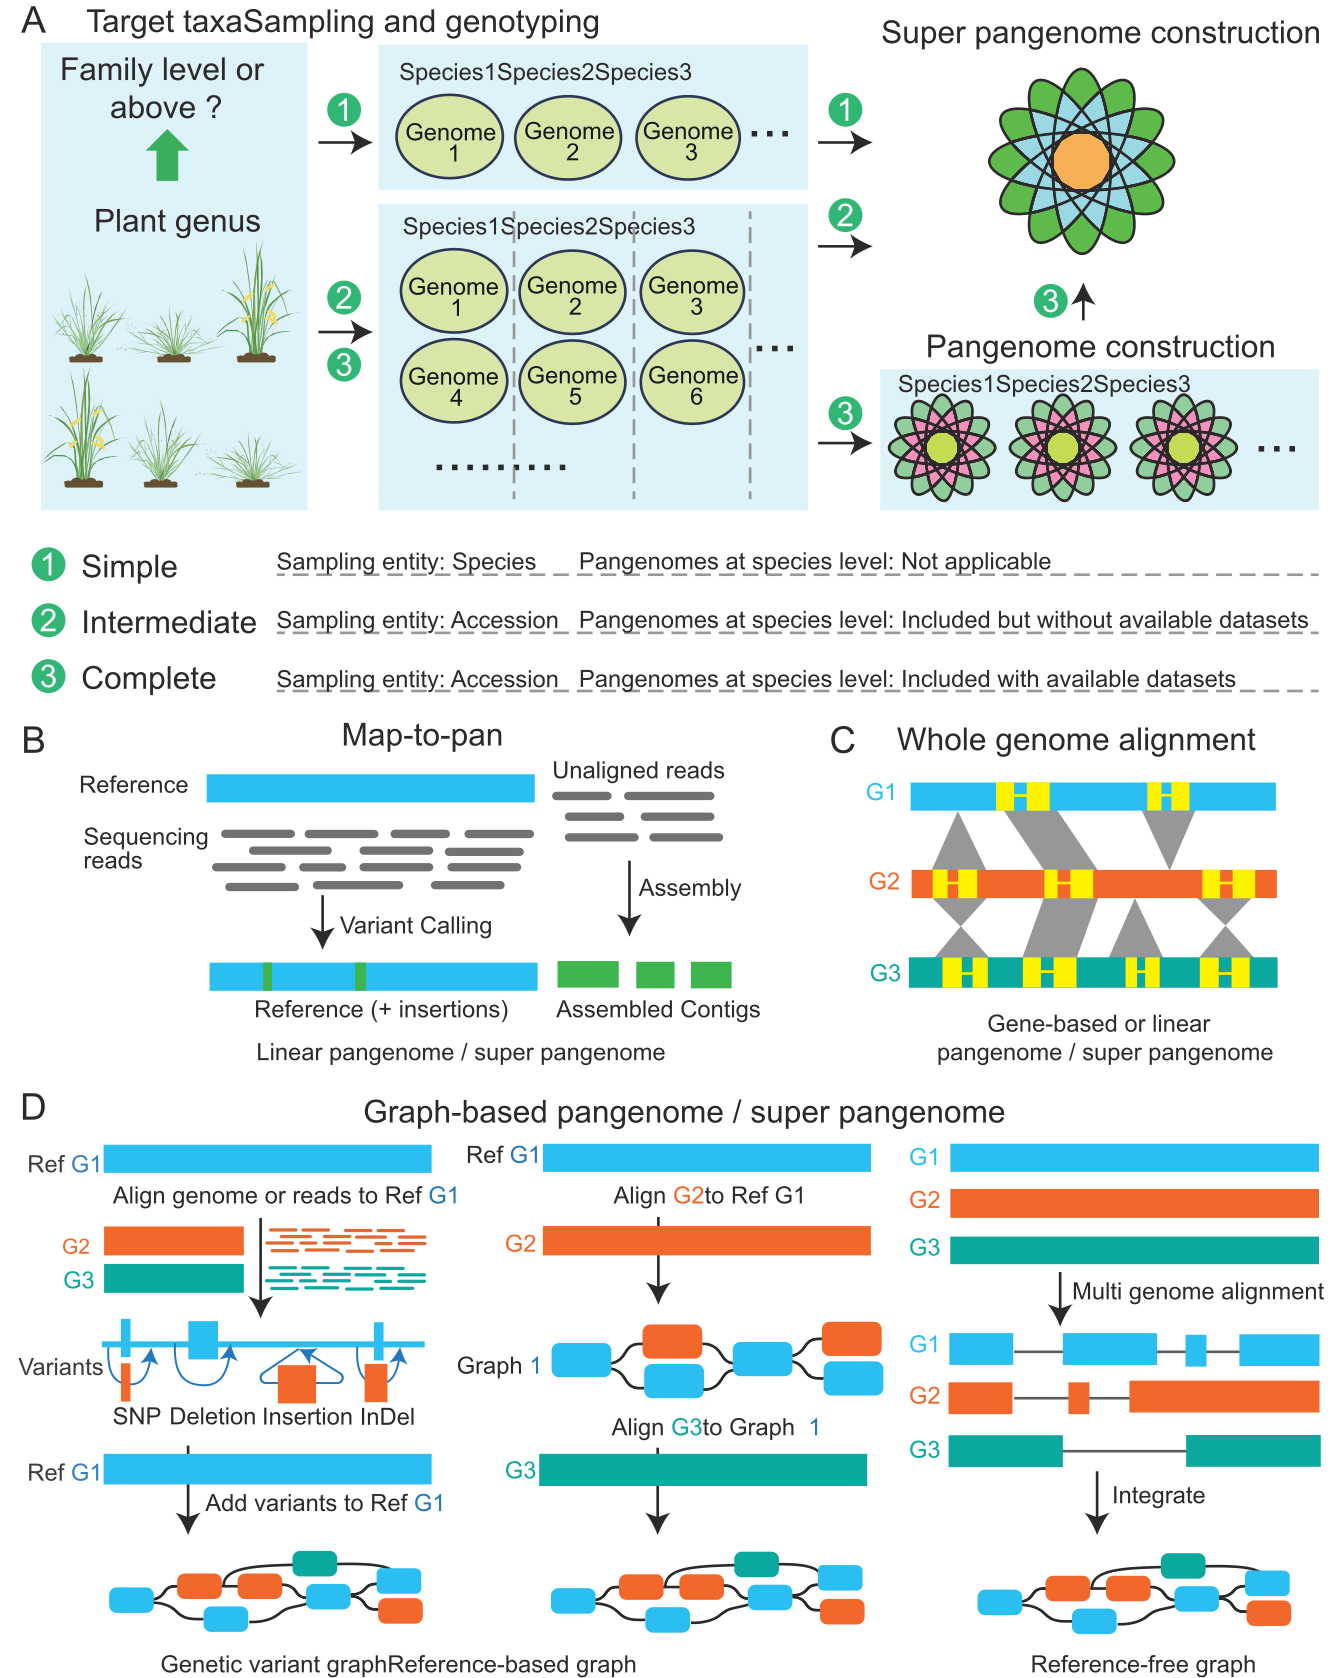 A
Target taxaSampling and genotyping
Super pangenome construction
Family level or
above ?
Plant genus
1
Species1Species2Species3
Genome
1
Genome
2
Genome
3
...
1
2
3
Species1Species2Species3
Genome
1
Genome
2
Genome
3
Genome
4
Genome
5
Genome
6
...
2
3
3
Pangenome construction
Species1Species2Species3
...
1 Simple Sampling entity: Species Pangenomes at species level: Not applicable
2 Intermediate Sampling entity: Accession Pangenomes at species level: Included but without available datasets
3 Complete Sampling entity: Accession Pangenomes at species level: Included with available datasets
B
Map-to-pan
Reference
Unaligned reads
Sequencing
reads
Assembly
Variant Calling
Reference (+ insertions)
Assembled Contigs
Linear pangenome / super pangenome
C
Whole genome alignment
G1
G2
G3
Gene-based or linear
pangenome / super pangenome
D
Graph-based pangenome / super pangenome
Ref G1
Align genome or reads to Ref G1
G2
G3
Variants
SNP Deletion Insertion InDel
Ref G1
Add variants to Ref G1
Ref G1
Align G2to Ref G1
G2
Graph 1
Align G3to Graph 1
G3
G1
G2
G3
Multi genome alignment
G1
G2
G3
Integrate
Genetic variant graphReference-based graph
Reference-free graph